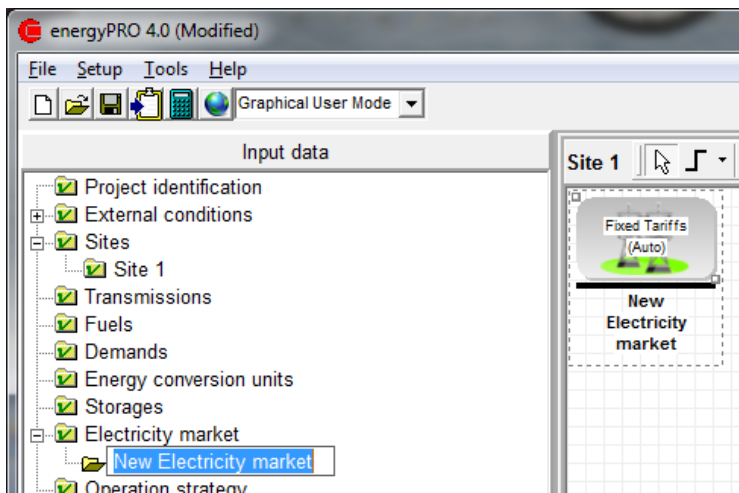 energyPRO 4.0 (Modified)
File Setup Tools Help
Graphical User Mode
Input data
Project identification
External conditions
Sites
Site 1
Transmissions
Fuels
Demands
Energy conversion units
Storages
Electricity market
New Electricity market
Operation strategy
Site 1
Fixed Tariffs
(Auto)
New
Electricity
market